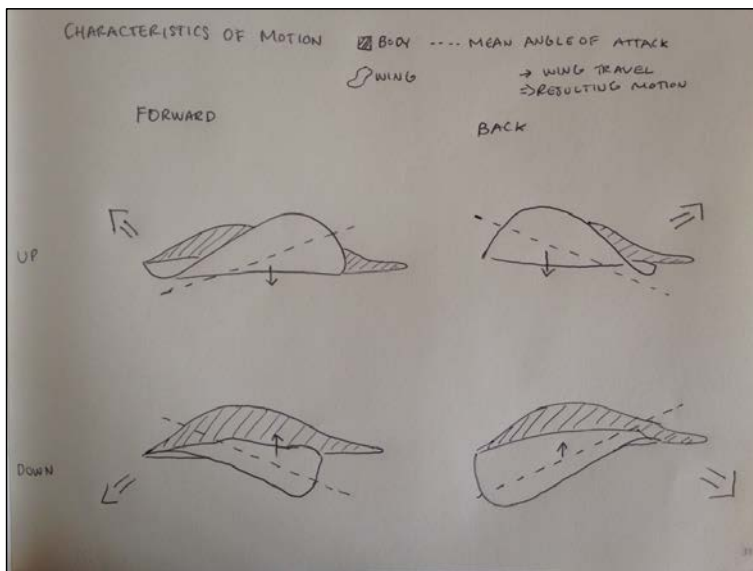 CHARACTERISTICS OF MOTION
BODY ---- MEAN ANGLE OF ATTACK
WING → WING TRAVEL
⇒ RESULTING MOTION
FORWARD BACK
UP
DOWN